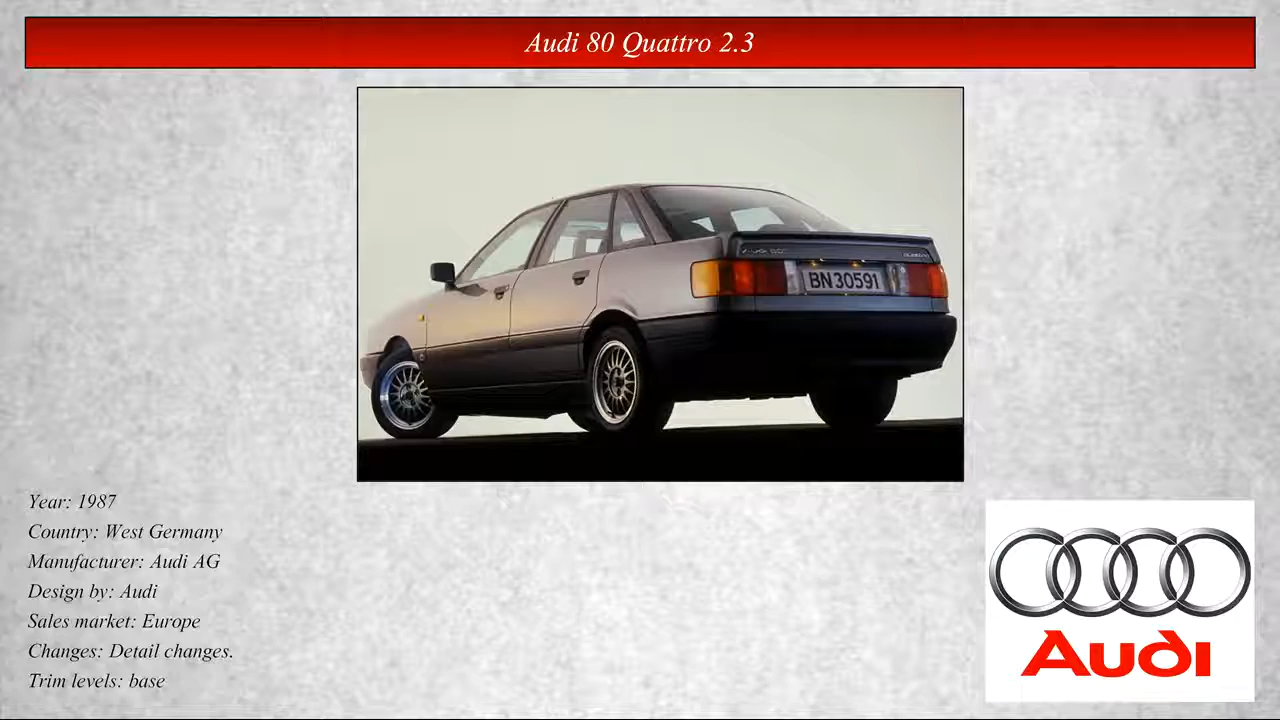 Audi 80 Quattro 2.3
BN 30591
Year: 1987
Country: West Germany
Manufacturer: Audi AG
Design by: Audi
Sales market: Europe
Changes: Detail changes.
Trim levels: base
Audi